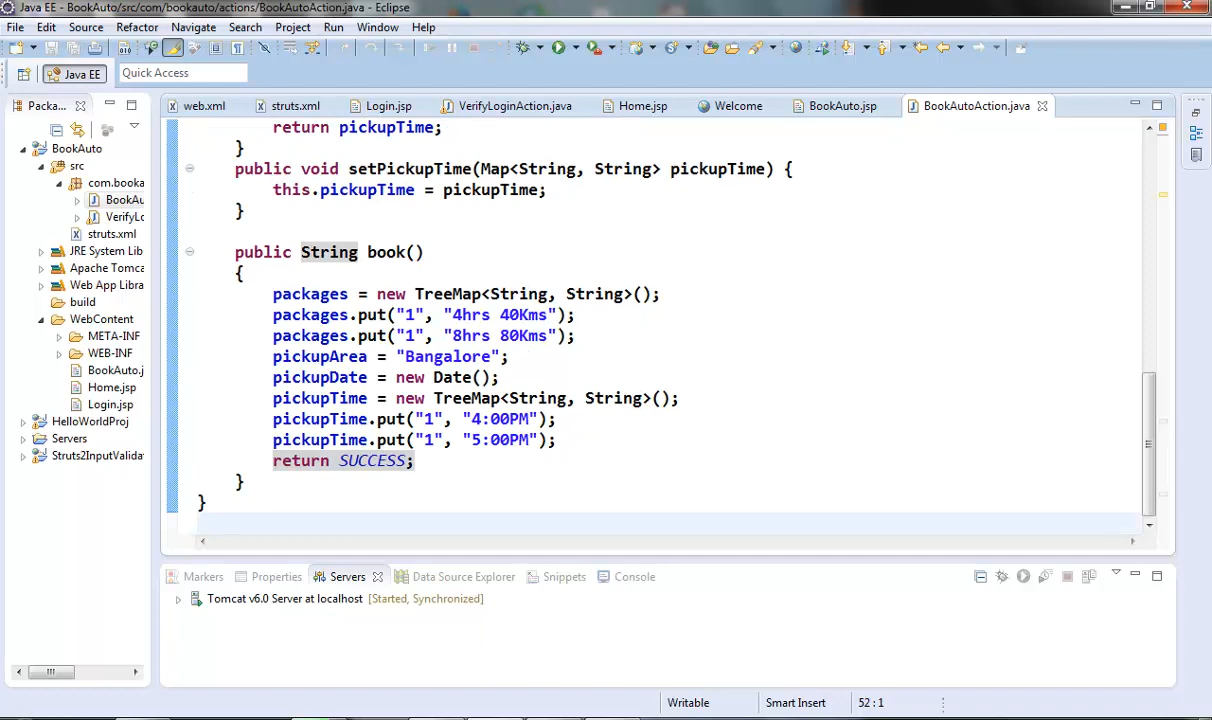 Java EE - BookAuto/src/com/bookauto/actions/BookAutoAction.java - Eclipse
File Edit Source Refactor Navigate Search Project Run Window Help
Java EE Quick Access
Packa... web.xml struts.xml Login.jsp VerifyLoginAction.java Home.jsp Welcome BookAuto.jsp BookAutoAction.java
BookAuto
src
com.booka
BookAu
VerifyLo
struts.xml
JRE System Lib
Apache Tomca
Web App Libra
build
WebContent
META-INF
WEB-INF
BookAuto.j
Home.jsp
Login.jsp
HelloWorldProj
Servers
Struts2InputValida
return pickupTime;
}
public void setPickupTime(Map<String, String> pickupTime) {
this.pickupTime = pickupTime;
}
public String book()
{
packages = new TreeMap<String, String>();
packages.put("1", "4hrs 40Kms");
packages.put("1", "8hrs 80Kms");
pickupArea = "Bangalore";
pickupDate = new Date();
pickupTime = new TreeMap<String, String>();
pickupTime.put("1", "4:00PM");
pickupTime.put("1", "5:00PM");
return SUCCESS;
}
}
Markers Properties Servers Data Source Explorer Snippets Console
Tomcat v6.0 Server at localhost [Started, Synchronized]
Writable Smart Insert 52 : 1